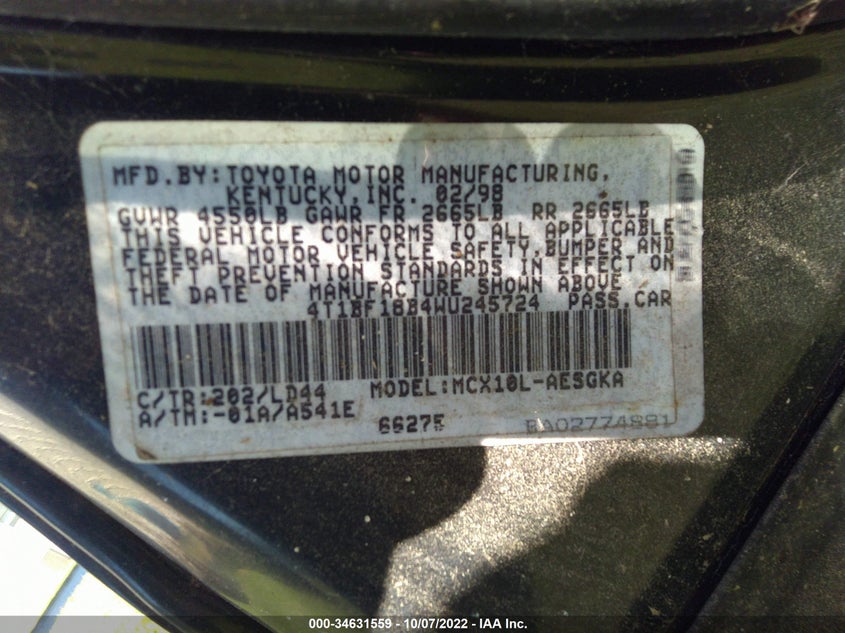 MFD.BY:TOYOTA MOTOR MANUFACTURING,
KENTUCKY,INC. 02/98
GVWR 4550LB GAWR FR 2665LB RR 2665LB
THIS VEHICLE CONFORMS TO ALL APPLICABLE
FEDERAL MOTOR VEHICLE SAFETY,BUMPER AND
THEFT PREVENTION STANDARDS IN EFFECT ON
THE DATE OF MANUFACTURE SHOWN ABOVE
4T1BF18B4WU245724 PASS.CAR
C/TR:202/LD44 MODEL:MCX10L-AESGKA
A/TM:-01A/A541E
6627E
BA02774881
000-34631559 - 10/07/2022 - IAA Inc.